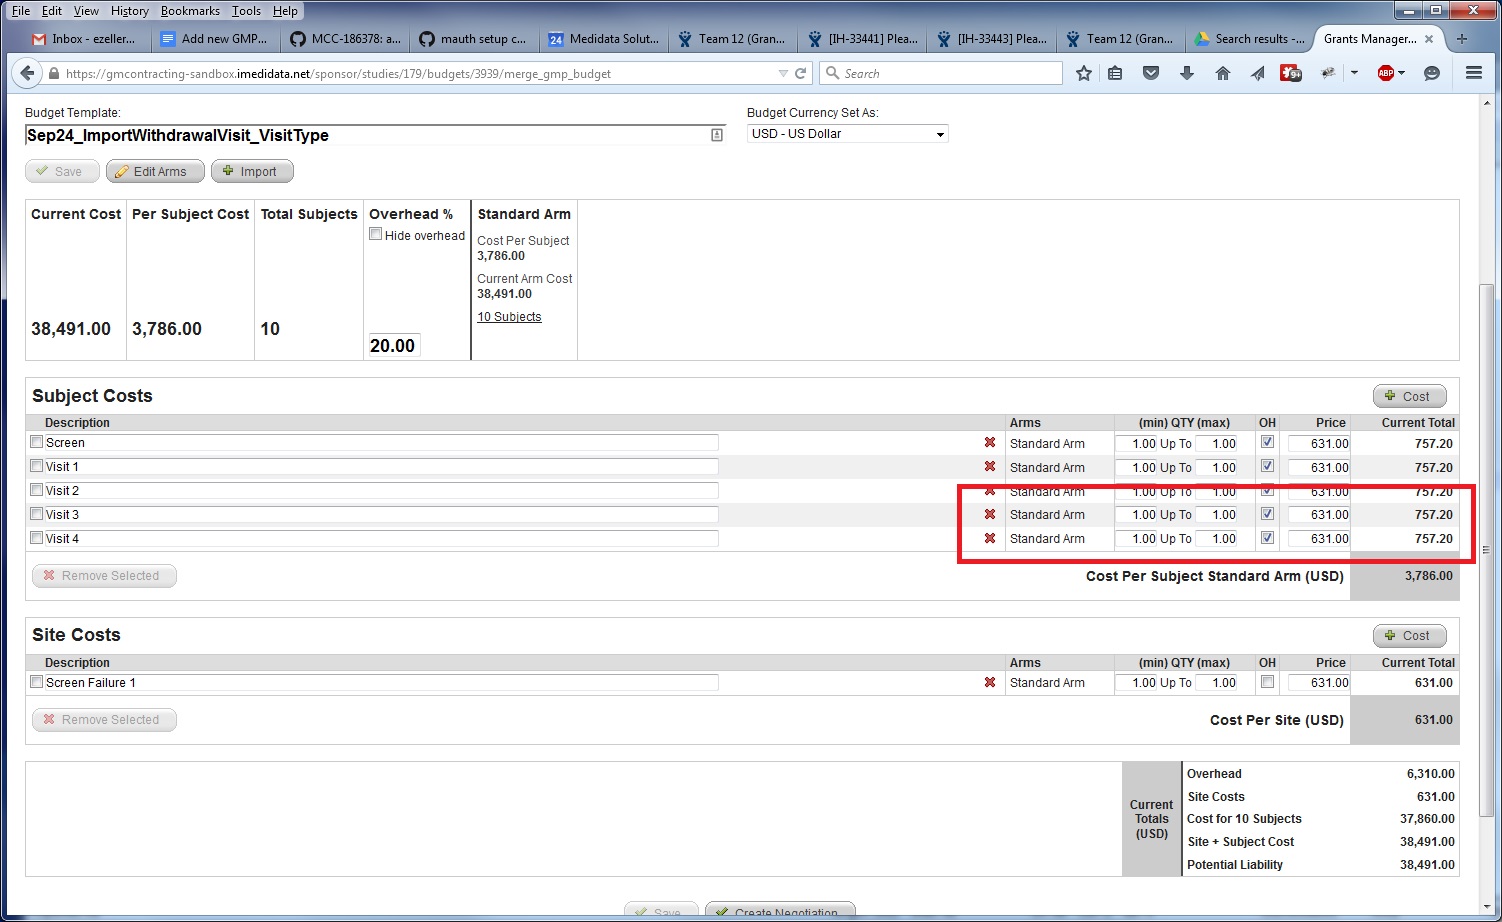 File Edit View History Bookmarks Tools Help
Inbox - ezeller... Add new GMP... MCC-186378: a... mauth setup c... 24 Medidata Solut... Team 12 (Gran... [IH-33441] Plea... [IH-33443] Plea... Team 12 (Gran... Search results -... Grants Manager...
https://gmcontracting-sandbox.imedidata.net/sponsor/studies/179/budgets/3939/merge_gmp_budget Search 9+ ABP
Budget Template: Budget Currency Set As:
Sep24_ImportWithdrawalVisit_VisitType USD - US Dollar
Save Edit Arms Import
Current Cost Per Subject Cost Total Subjects Overhead % Standard Arm
Hide overhead Cost Per Subject
3,786.00
Current Arm Cost
38,491.00
10 Subjects
38,491.00 3,786.00 10 20.00
Subject Costs Cost
Description Arms (min) QTY (max) OH Price Current Total
Screen Standard Arm 1.00 Up To 1.00 631.00 757.20
Visit 1 Standard Arm 1.00 Up To 1.00 631.00 757.20
Visit 2 Standard Arm 1.00 Up To 1.00 631.00 757.20
Visit 3 Standard Arm 1.00 Up To 1.00 631.00 757.20
Visit 4 Standard Arm 1.00 Up To 1.00 631.00 757.20
Remove Selected Cost Per Subject Standard Arm (USD) 3,786.00
Site Costs Cost
Description Arms (min) QTY (max) OH Price Current Total
Screen Failure 1 Standard Arm 1.00 Up To 1.00 631.00 631.00
Remove Selected Cost Per Site (USD) 631.00
Current Totals (USD)
Overhead 6,310.00
Site Costs 631.00
Cost for 10 Subjects 37,860.00
Site + Subject Cost 38,491.00
Potential Liability 38,491.00
Save Create Negotiation